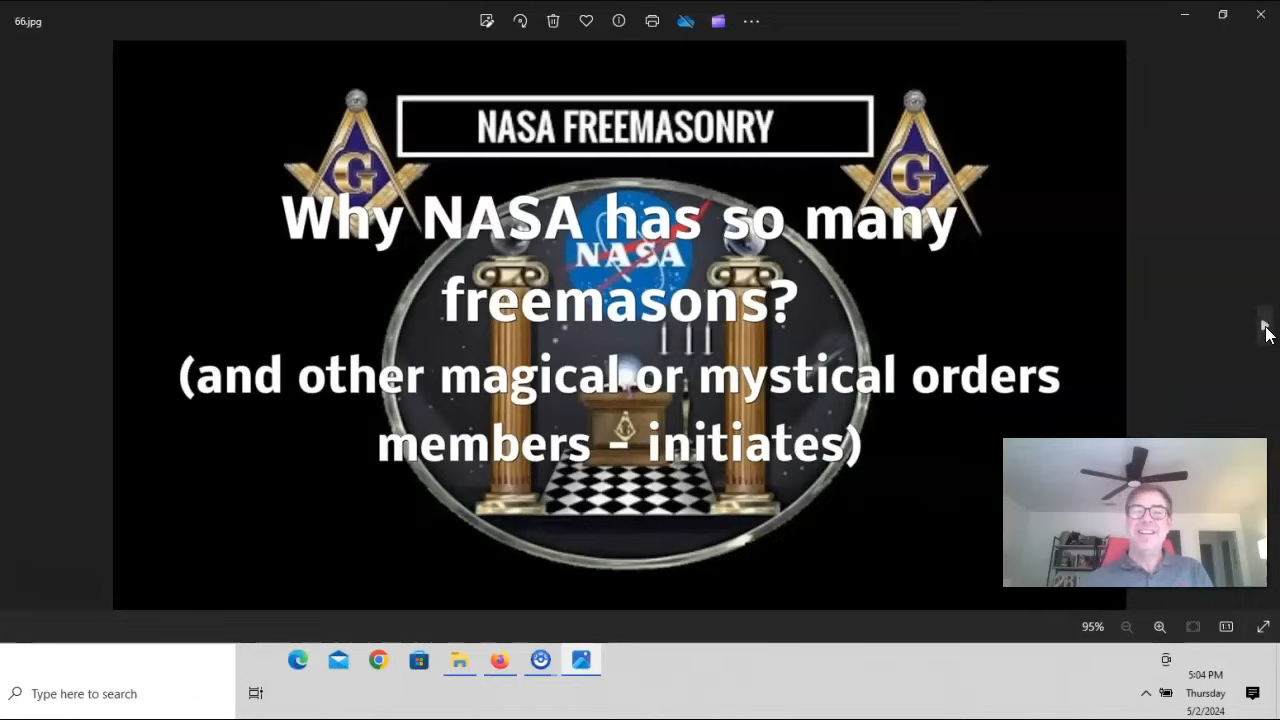 66.jpg
NASA FREEMASONRY
G
G
NASA
Why NASA has so many
freemasons?
(and other magical or mystical orders
members - initiates)
G
95%
Type here to search
5:04 PM
Thursday
5/2/2024